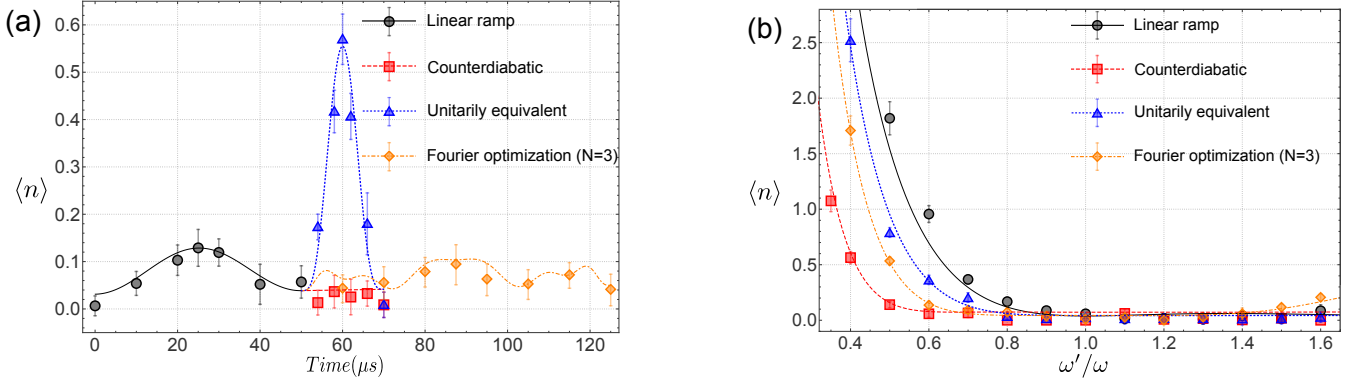 (a)
0.6
0.5
0.4
0.3
0.2
0.1
0.0
⟨n⟩
Linear ramp
Counterdiabatic
Unitarily equivalent
Fourier optimization (N=3)
0 20 40 60 80 100 120
Time(μs)
(b)
2.5
2.0
1.5
1.0
0.5
0.0
⟨n⟩
Linear ramp
Counterdiabatic
Unitarily equivalent
Fourier optimization (N=3)
0.4 0.6 0.8 1.0 1.2 1.4 1.6
ω′/ω